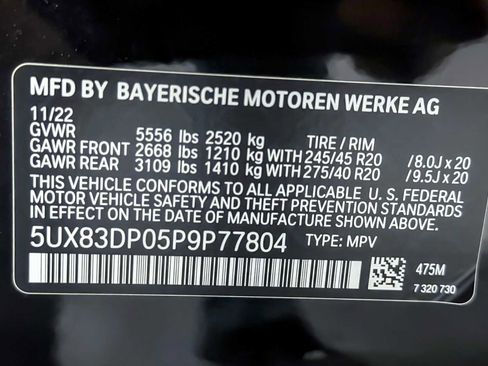 MFD BY BAYERISCHE MOTOREN WERKE AG
11/22
GVWR 5556 lbs 2520 kg TIRE / RIM
GAWR FRONT 2668 lbs 1210 kg WITH 245/45 R20 /8.0J x 20
GAWR REAR 3109 lbs 1410 kg WITH 275/40 R20 /9.5J x 20
THIS VEHICLE CONFORMS TO ALL APPLICABLE U. S. FEDERAL
MOTOR VEHICLE SAFETY AND THEFT PREVENTION STANDARDS
IN EFFECT ON THE DATE OF MANUFACTURE SHOWN ABOVE.
5UX83DP05P9P77804 TYPE: MPV
475M
7 320 730